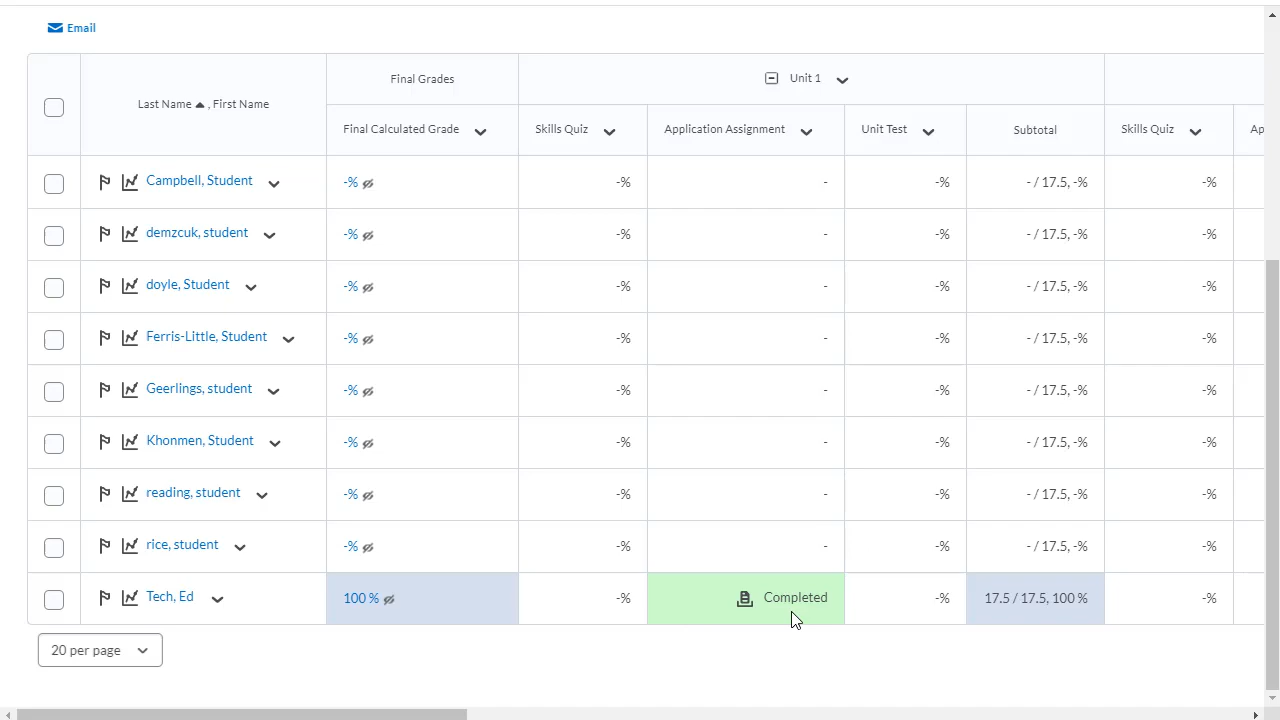 Email
Final Grades
Unit 1
Last Name , First Name
Final Calculated Grade Skills Quiz Application Assignment Unit Test Subtotal Skills Quiz Ap
Campbell, Student -% -% - -% - / 17.5, -% -%
demzcuk, student -% -% - -% - / 17.5, -% -%
doyle, Student -% -% - -% - / 17.5, -% -%
Ferris-Little, Student -% -% - -% - / 17.5, -% -%
Geerlings, student -% -% - -% - / 17.5, -% -%
Khonmen, Student -% -% - -% - / 17.5, -% -%
reading, student -% -% - -% - / 17.5, -% -%
rice, student -% -% - -% - / 17.5, -% -%
Tech, Ed 100 % -% Completed -% 17.5 / 17.5, 100 % -%
20 per page